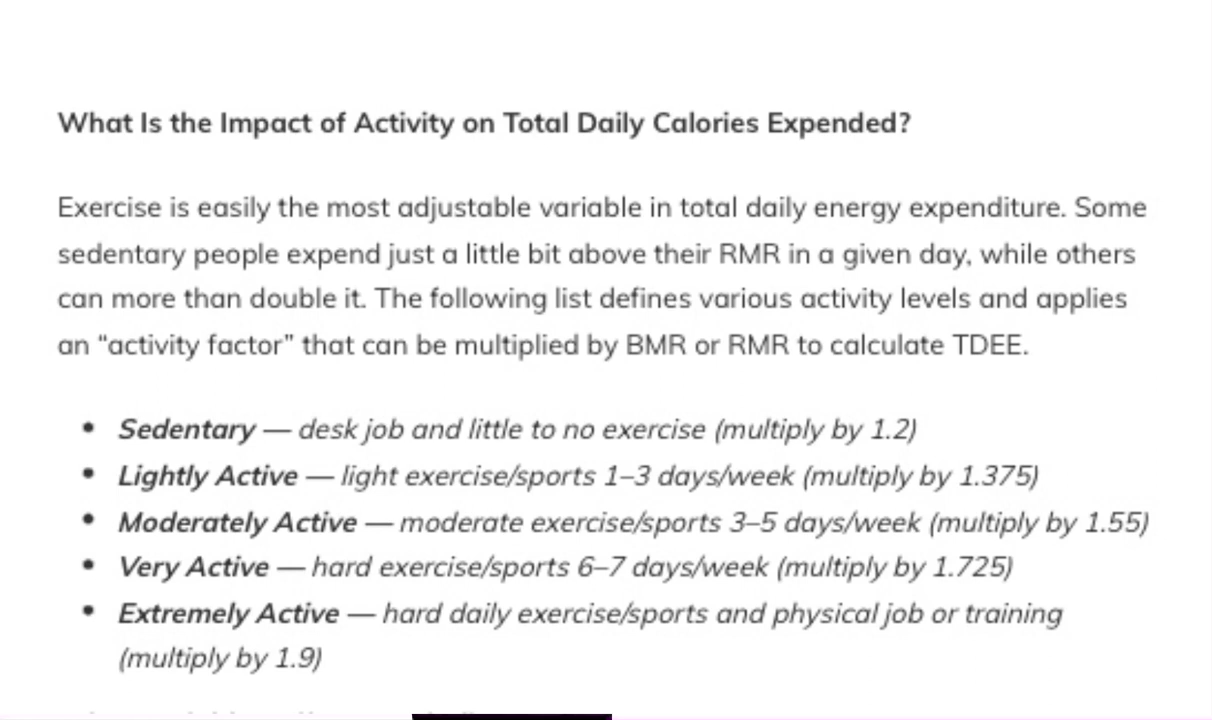 What Is the Impact of Activity on Total Daily Calories Expended?
Exercise is easily the most adjustable variable in total daily energy expenditure. Some
sedentary people expend just a little bit above their RMR in a given day, while others
can more than double it. The following list defines various activity levels and applies
an “activity factor” that can be multiplied by BMR or RMR to calculate TDEE.
• Sedentary — desk job and little to no exercise (multiply by 1.2)
• Lightly Active — light exercise/sports 1–3 days/week (multiply by 1.375)
• Moderately Active — moderate exercise/sports 3–5 days/week (multiply by 1.55)
• Very Active — hard exercise/sports 6–7 days/week (multiply by 1.725)
• Extremely Active — hard daily exercise/sports and physical job or training
(multiply by 1.9)